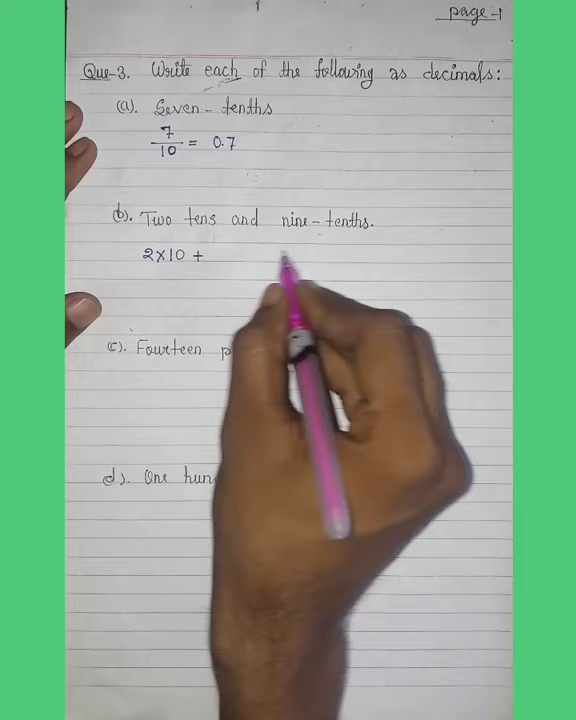 page-1
Que-3. Write each of the following as decimals:
(a). Seven-tenths
7/10 = 0.7
(b). Two tens and nine-tenths.
2×10 +
(c). Fourteen
(d). One